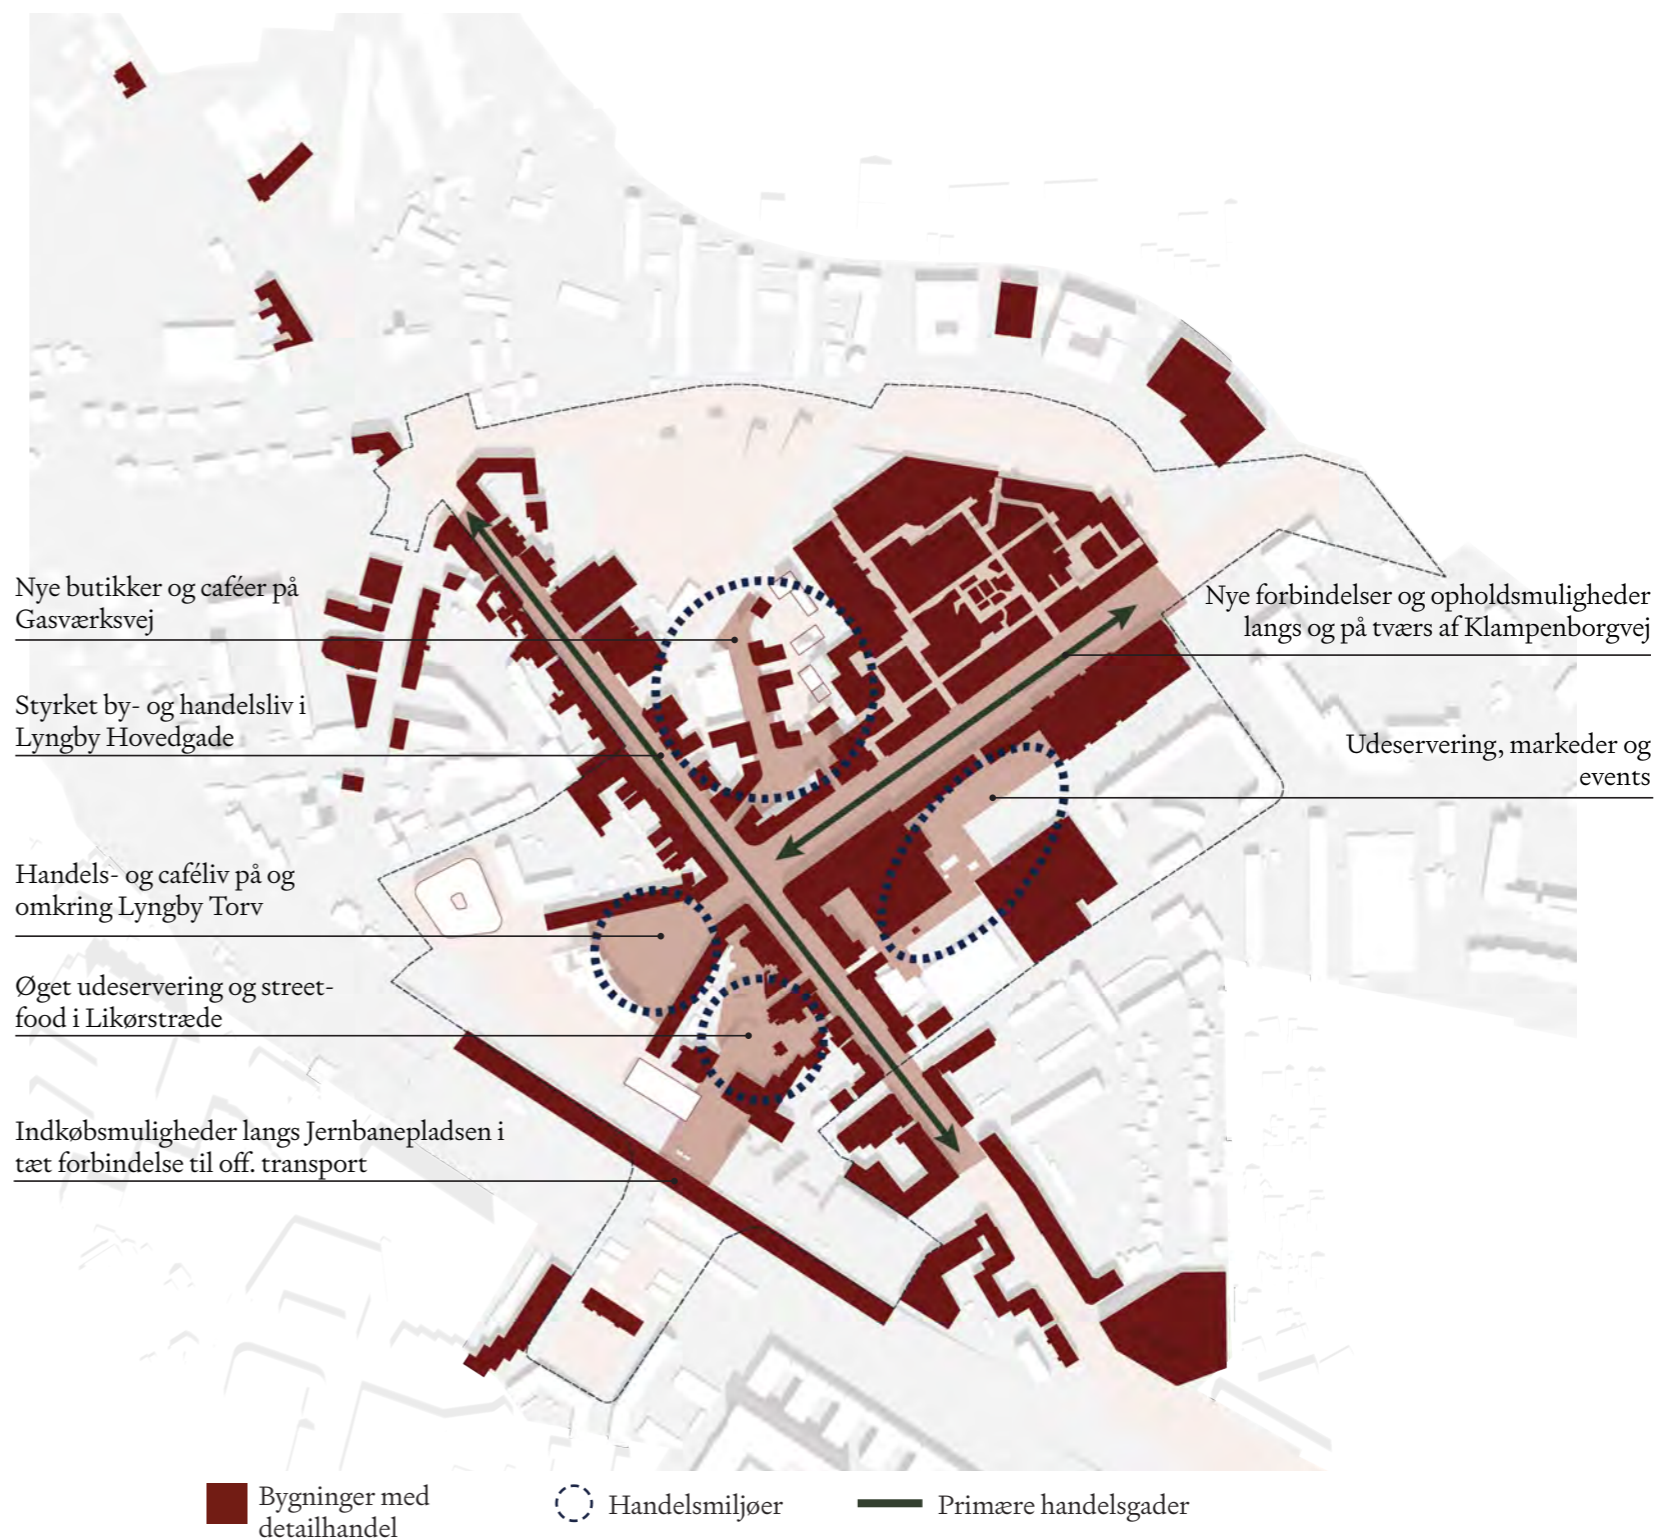 Nye butikker og caféer på
Gasværksvej
Styrket by- og handelsliv i
Lyngby Hovedgade
Handels- og caféliv på og
omkring Lyngby Torv
Øget udeservering og street-
food i Likørstræde
Indkøbsmuligheder langs Jernbanepladsen i
tæt forbindelse til off. transport
Nye forbindelser og opholdsmuligheder
langs og på tværs af Klampenborgvej
Udeservering, markeder og
events
Bygninger med
detailhandel
Handelsmiljøer
Primære handelsgader